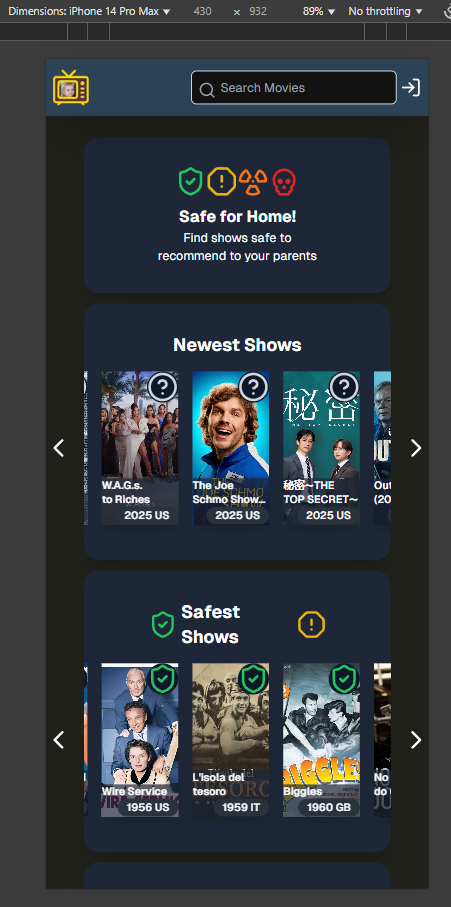 Dimensions: iPhone 14 Pro Max ▼ 430 × 932 89% ▼ No throttling ▼
Search Movies
Safe for Home!
Find shows safe to
recommend to your parents
Newest Shows
W.A.G.s.
to Riches
2025 US
The Joe
Schmo Show...
2025 US
秘密~THE
TOP SECRET~
2025 US
Out
(20
Safest
Shows
Wire Service
1956 US
L'isola del
tesoro
1959 IT
BIGGLES
Biggles
1960 GB
No
do